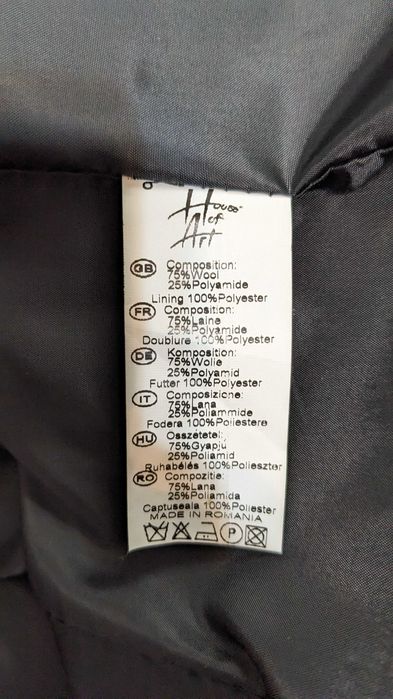 House
of
Art
GB Composition:
75%Wool
25%Polyamide
Lining 100%Polyester
FR Composition:
75%Laine
25%Polyamide
Doublure 100%Polyester
DE Komposition:
75%Wolle
25%Polyamid
Futter 100%Polyester
IT Composizione:
75%Lana
25%Poliammide
Fodera 100%Poliestere
HU Osszetetel:
75%Gyapju
25%Poliamid
Ruhabélés 100%Poliészter
RO Compozitie:
75%Lana
25%Poliamida
Captuseala 100%Poliester
MADE IN ROMANIA
P